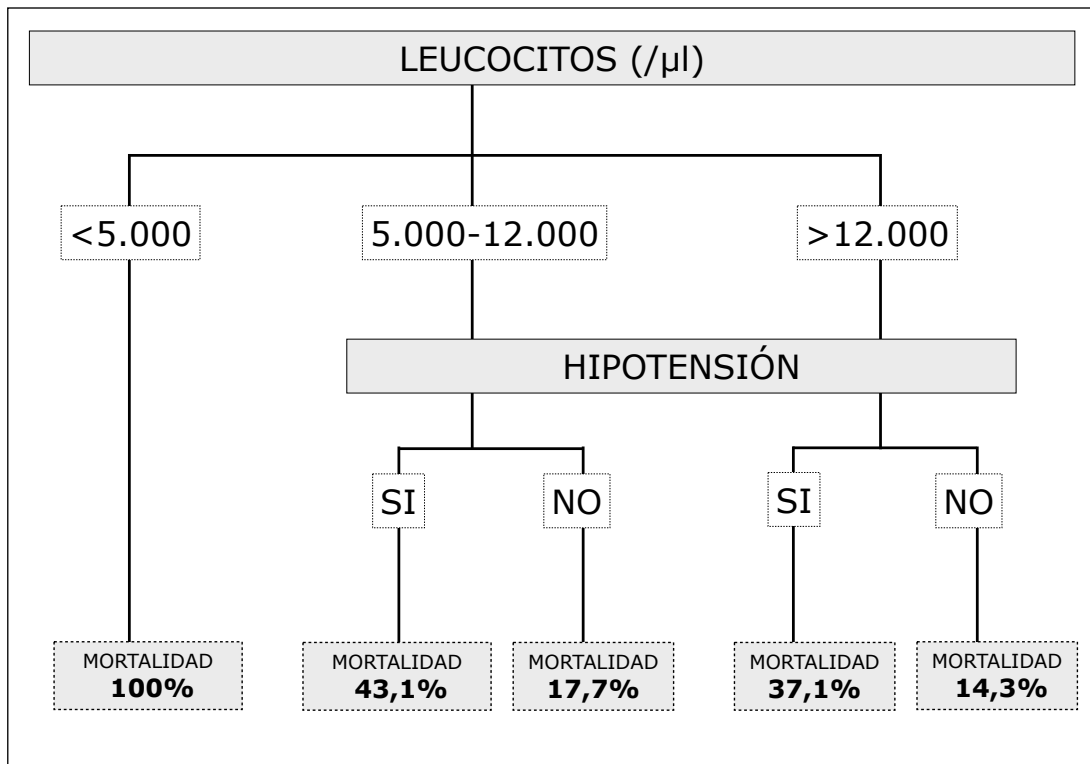 LEUCOCITOS (/µl)
<5.000
5.000-12.000
>12.000
HIPOTENSIÓN
SI
NO
SI
NO
MORTALIDAD
100%
MORTALIDAD
43,1%
MORTALIDAD
17,7%
MORTALIDAD
37,1%
MORTALIDAD
14,3%